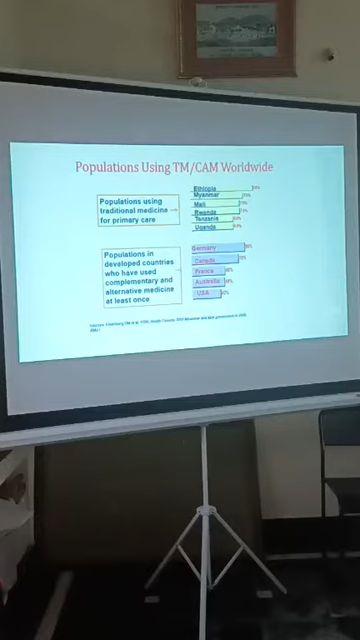 Populations Using TM/CAM Worldwide
Populations using
traditional medicine
for primary care
Ethiopia
Myanmar
Mali
Rwanda
Tanzania
Uganda
Populations in
developed countries
who have used
complementary and
alternative medicine
at least once
Germany
Canada
France
Australia
USA